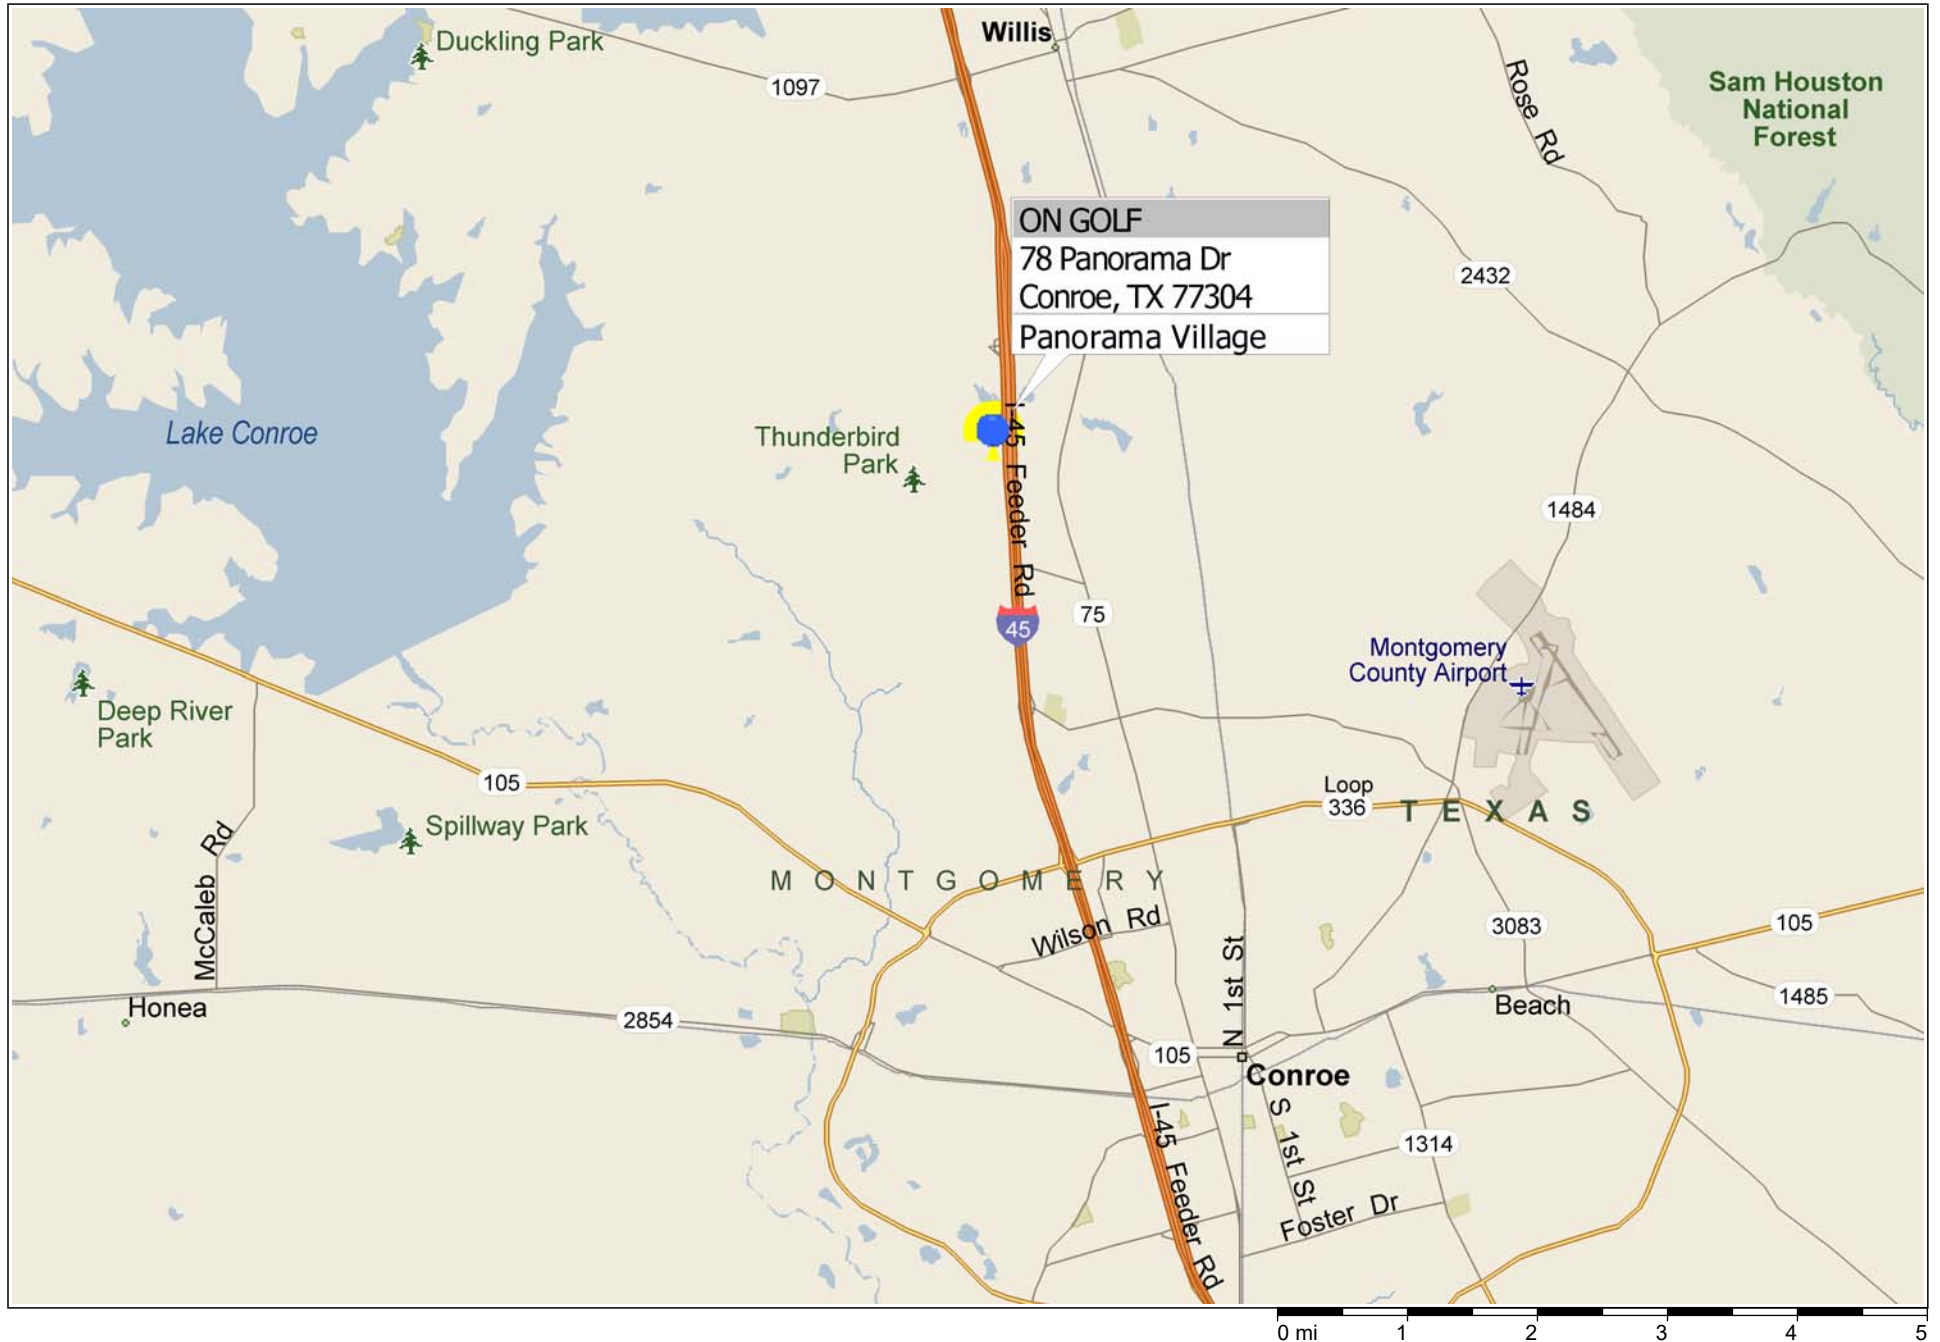 Duckling Park
Willis
1097
Rose Rd
Sam Houston
National
Forest
ON GOLF
78 Panorama Dr
Conroe, TX 77304
Panorama Village
2432
Lake Conroe
Thunderbird
Park
I-45 Feeder Rd
1484
45
75
Montgomery
County Airport
Deep River
Park
105
Loop
336
TEXAS
Spillway Park
McCaleb Rd
MONTGOMERY
Wilson Rd
N 1st St
3083
105
Honea
2854
Beach
1485
105
Conroe
I-45 Feeder Rd
S 1st St
1314
Foster Dr
0 mi 1 2 3 4 5